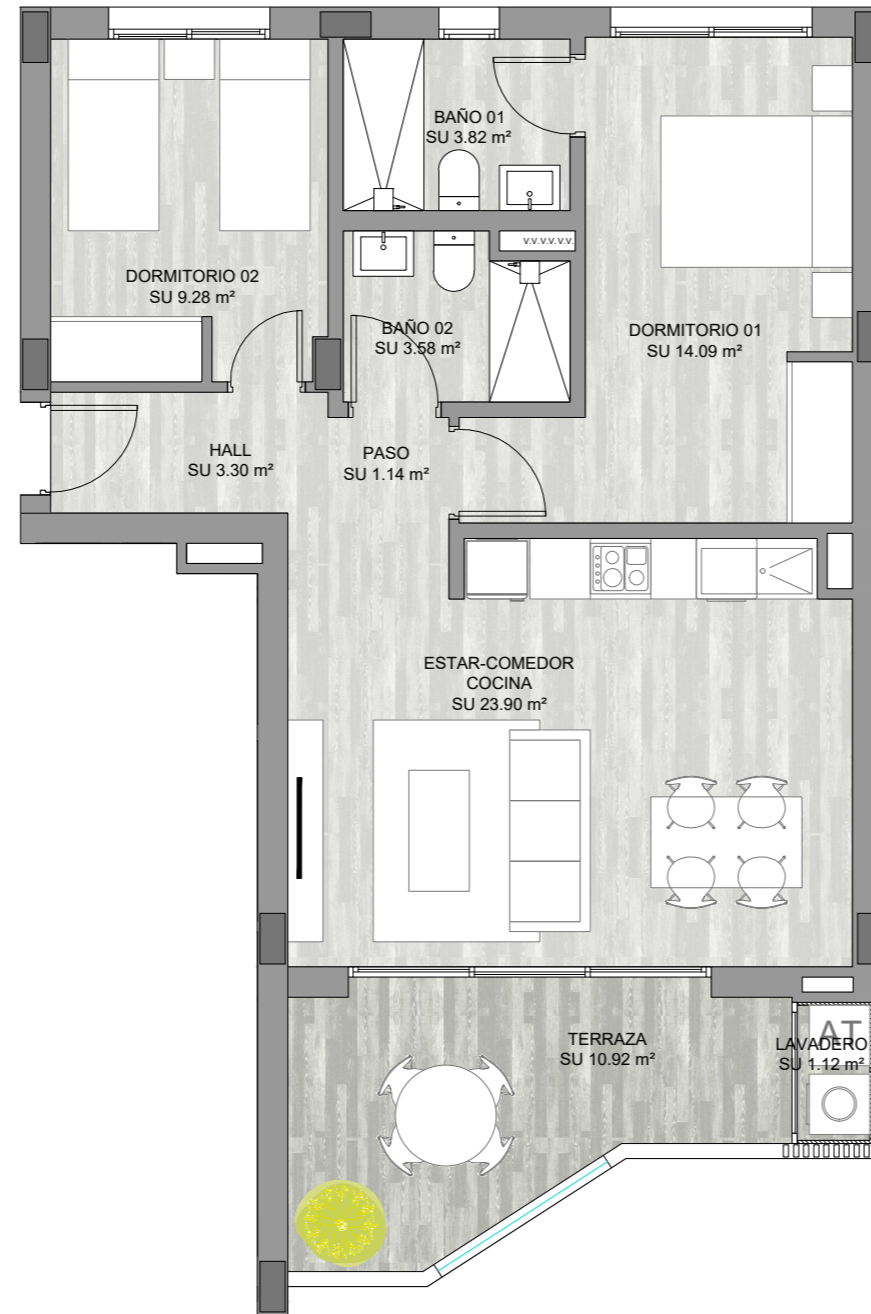 BAÑO 01
SU 3.82 m²
V.V.V.V.V.V.
DORMITORIO 02
SU 9.28 m²
BAÑO 02
SU 3.58 m²
DORMITORIO 01
SU 14.09 m²
HALL
SU 3.30 m²
PASO
SU 1.14 m²
ESTAR-COMEDOR
COCINA
SU 23.90 m²
TERRAZA
SU 10.92 m²
AT
LAVADERO
SU 1.12 m²